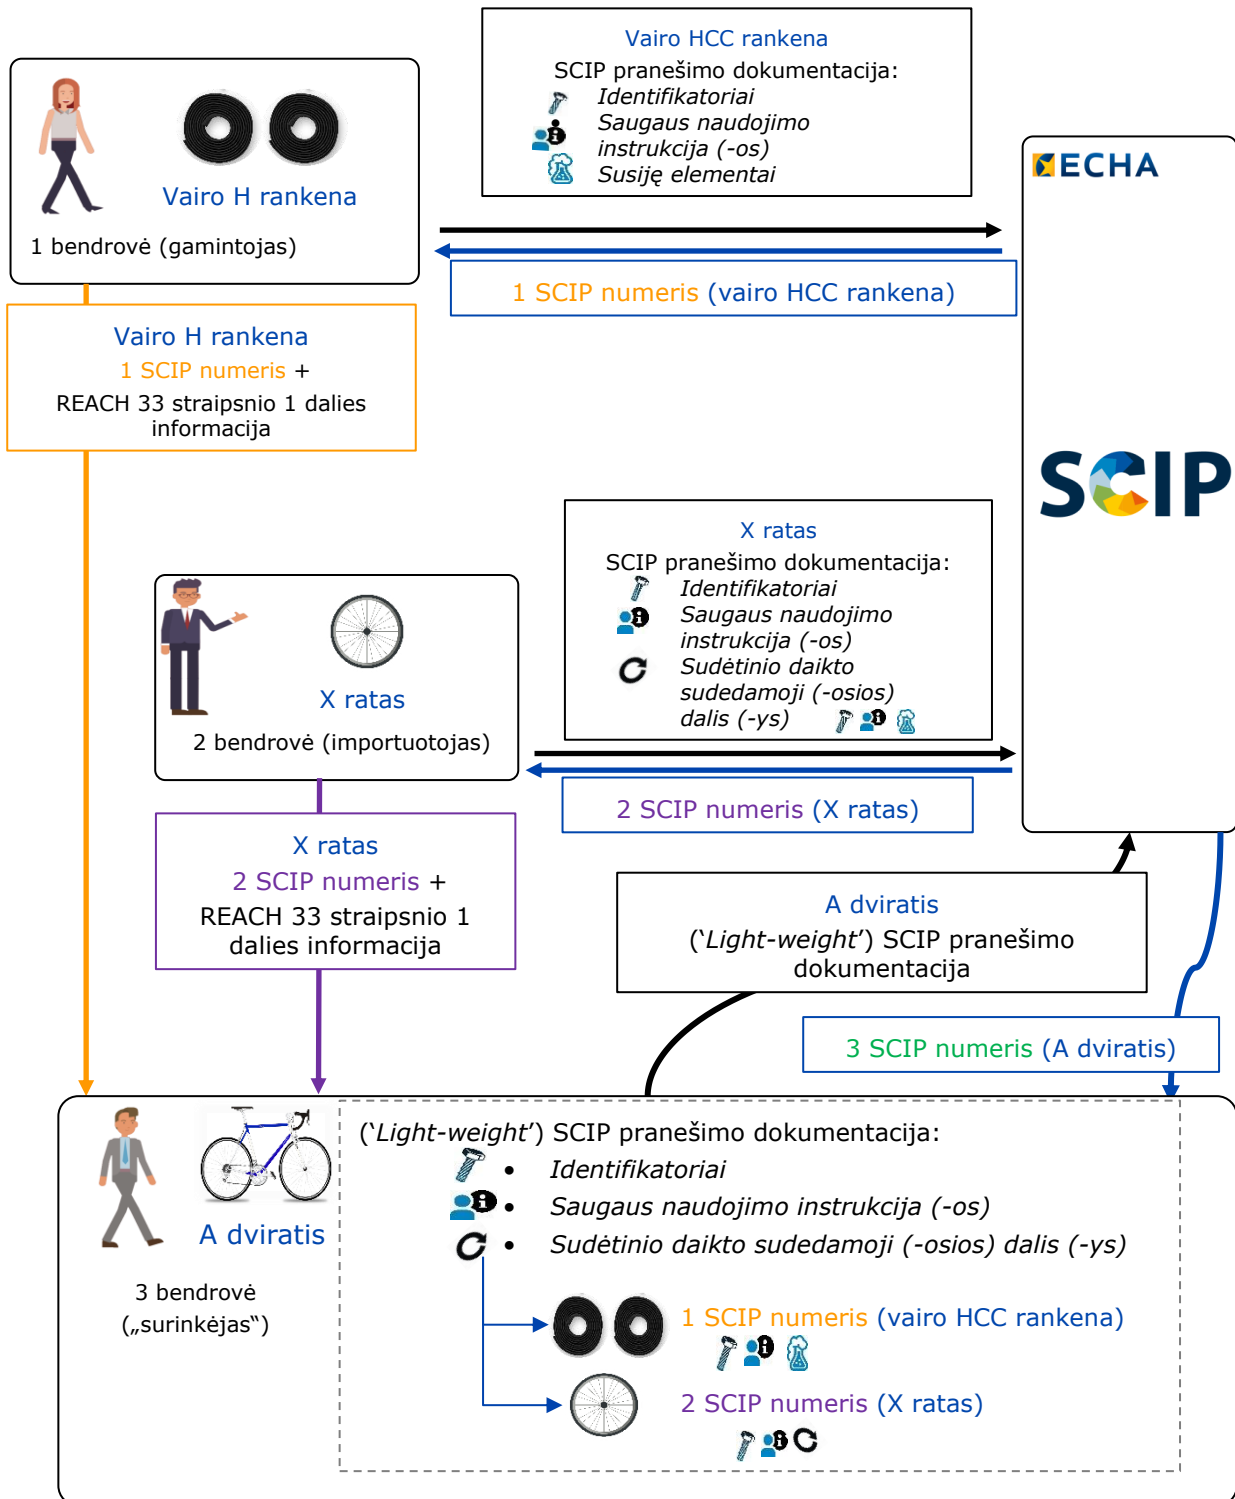 Vairo HCC rankena
SCIP pranešimo dokumentacija:
Identifikatoriai
Saugaus naudojimo
instrukcija (-os)
Susiję elementai
Vairo H rankena
1 bendrovė (gamintojas)
ECHA
SCIP
1 SCIP numeris (vairo HCC rankena)
Vairo H rankena
1 SCIP numeris +
REACH 33 straipsnio 1 dalies
informacija
X ratas
SCIP pranešimo dokumentacija:
Identifikatoriai
Saugaus naudojimo
instrukcija (-os)
Sudėtinio daikto
sudedamoji (-osios)
dalis (-ys)
X ratas
2 bendrovė (importuotojas)
2 SCIP numeris (X ratas)
X ratas
2 SCIP numeris +
REACH 33 straipsnio 1
dalies informacija
A dviratis
(‘Light-weight’) SCIP pranešimo
dokumentacija
3 SCIP numeris (A dviratis)
A dviratis
3 bendrovė
(„surinkėjas“)
(‘Light-weight’) SCIP pranešimo dokumentacija:
• Identifikatoriai
• Saugaus naudojimo instrukcija (-os)
• Sudėtinio daikto sudedamoji (-osios) dalis (-ys)
1 SCIP numeris (vairo HCC rankena)
2 SCIP numeris (X ratas)